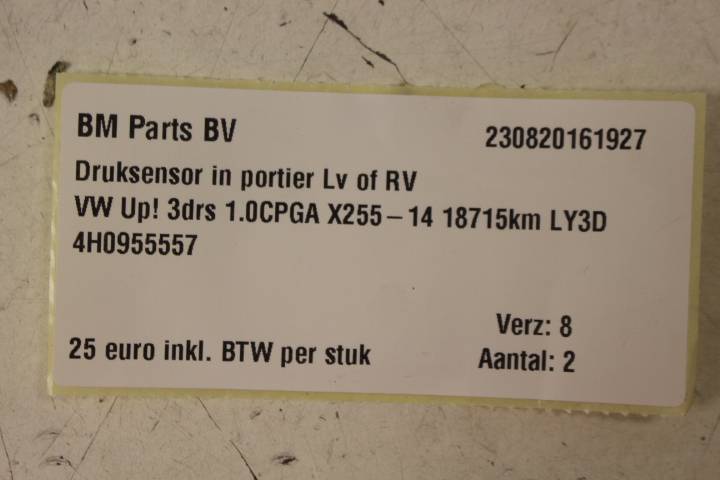 BM Parts BV 230820161927
Druksensor in portier Lv of RV
VW Up! 3drs 1.0CPGA X255-14 18715km LY3D
4H0955557
Verz: 8
25 euro inkl. BTW per stuk Aantal: 2